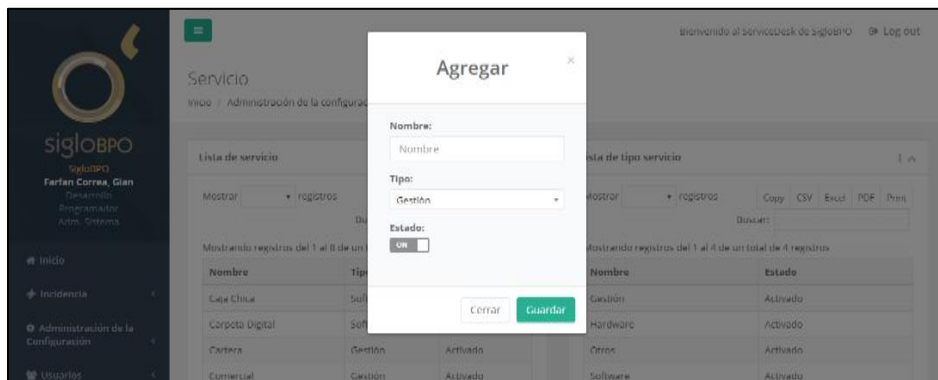 Bienvenido al ServiceDesk de SigloBPO
Log out
sigloBPO
SigloBPO
Farfan Correa, Gian
Desarrollo
Programador
Adm. Sistema
Inicio
Incidencia
Administración de la
Configuración
Usuarios
Servicio
Inicio / Administración de la configurac
Lista de servicio
Mostrar registros
Bu
Mostrando registros del 1 al 8 de un
Nombre Tip
Caja Chica Soft
Carpeta Digital Soft
Cartera Gestión Activado
Comercial Gestión Activado
Agregar
×
Nombre:
Nombre
Tipo:
Gestión
Estado:
ON
Cerrar Guardar
ista de tipo servicio
Mostrar registros
Copy CSV Excel PDF Print
Buscar:
Mostrando registros del 1 al 4 de un total de 4 registros
Nombre Estado
Gestión Activado
Hardware Activado
Otros Activado
Software Activado